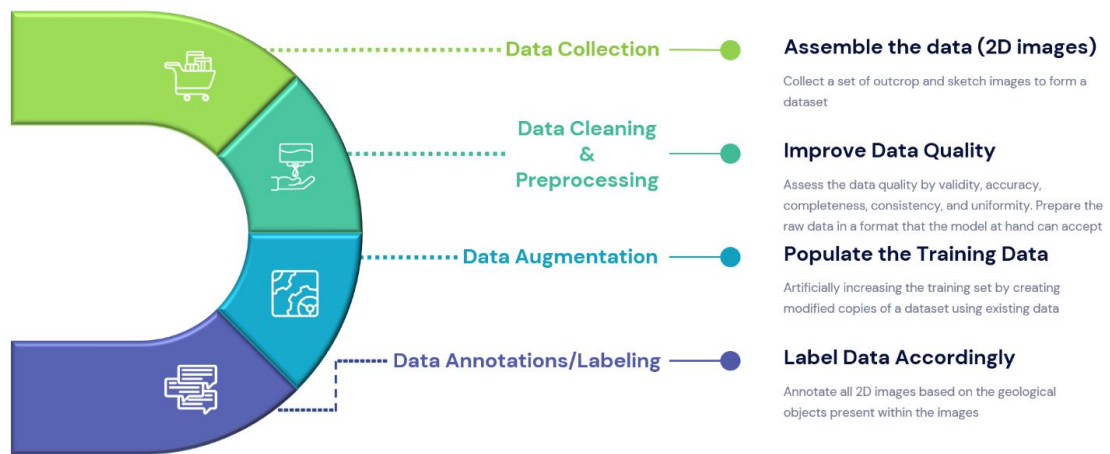 Data Collection
Assemble the data (2D images)
Collect a set of outcrop and sketch images to form a
dataset
Data Cleaning
&
Preprocessing
Improve Data Quality
Assess the data quality by validity, accuracy,
completeness, consistency, and uniformity. Prepare the
raw data in a format that the model at hand can accept
Data Augmentation
Populate the Training Data
Artificially increasing the training set by creating
modified copies of a dataset using existing data
Data Annotations/Labeling
Label Data Accordingly
Annotate all 2D images based on the geological
objects present within the images